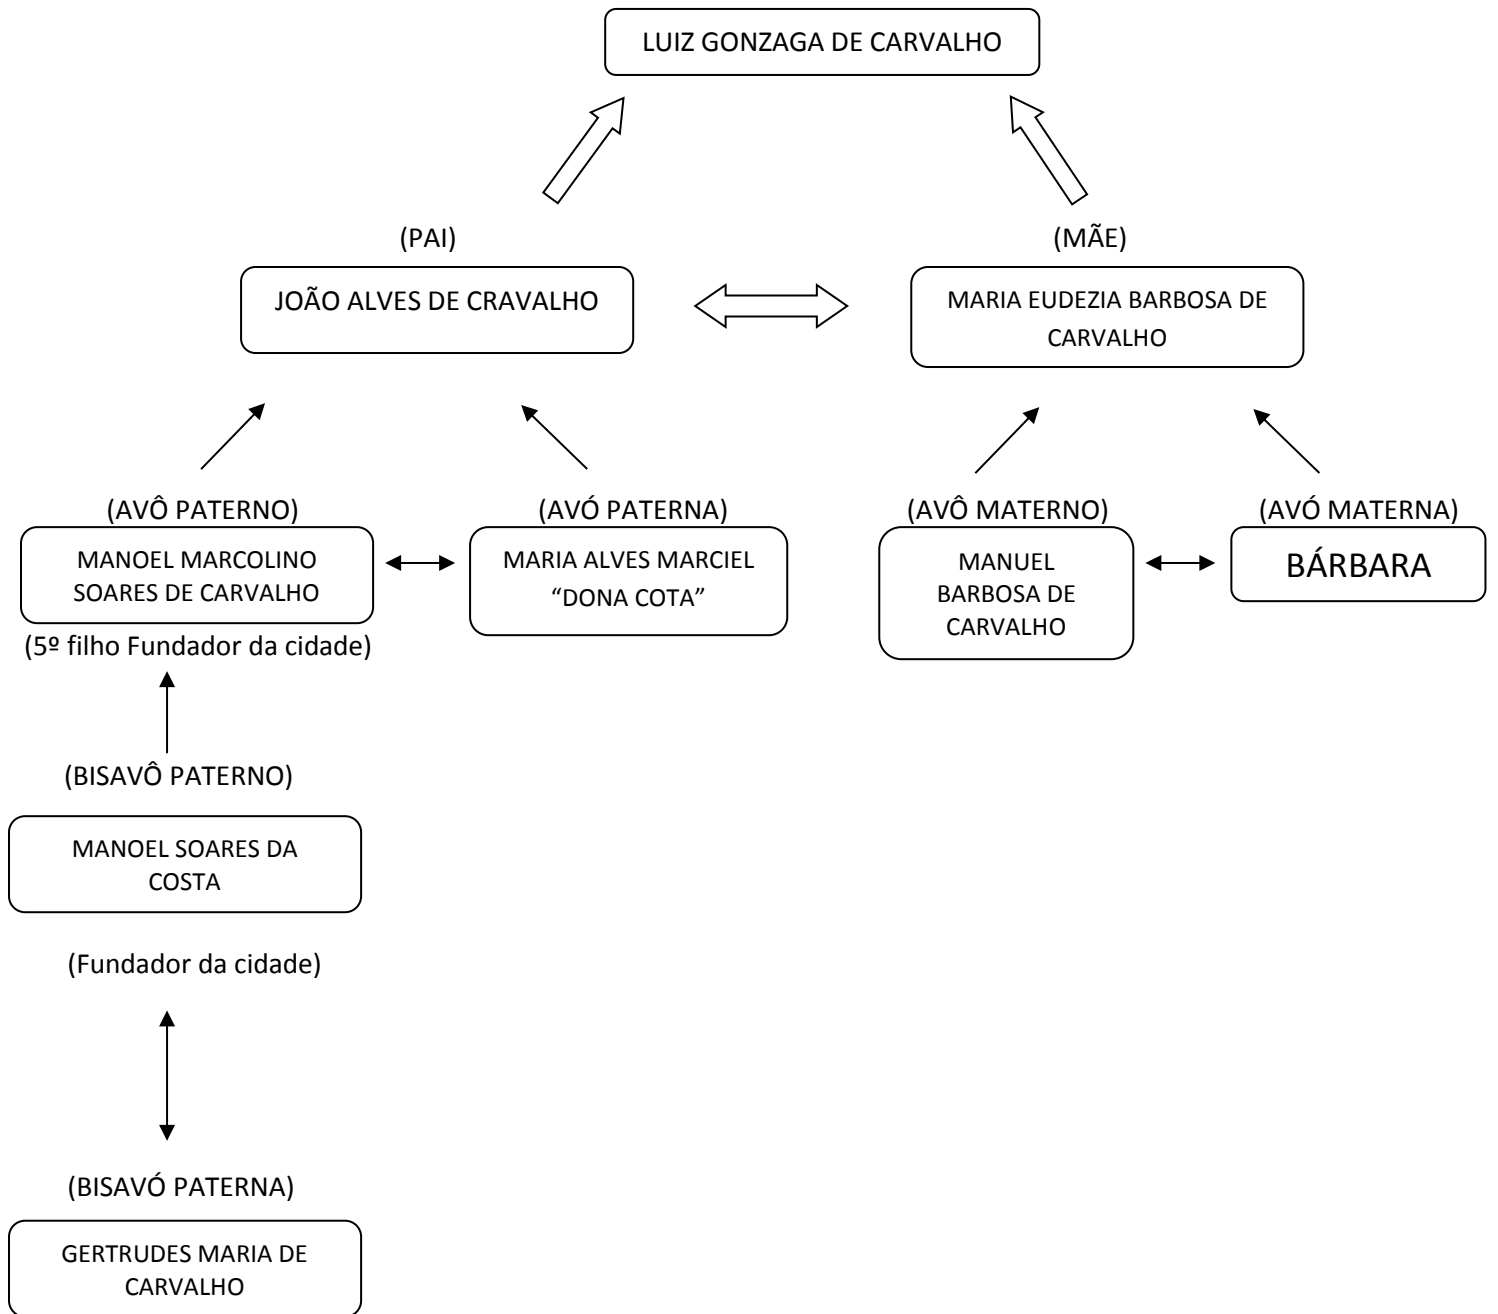 LUIZ GONZAGA DE CARVALHO
(PAI)
(MÃE)
JOÃO ALVES DE CRAVALHO
MARIA EUDEZIA BARBOSA DE
CARVALHO
(AVÔ PATERNO)
(AVÓ PATERNA)
(AVÔ MATERNO)
(AVÓ MATERNA)
MANOEL MARCOLINO
SOARES DE CARVALHO
MARIA ALVES MARCIEL
“DONA COTA”
MANUEL
BARBOSA DE
CARVALHO
BÁRBARA
(5º filho Fundador da cidade)
(BISAVÔ PATERNO)
MANOEL SOARES DA
COSTA
(Fundador da cidade)
(BISAVÓ PATERNA)
GERTRUDES MARIA DE
CARVALHO